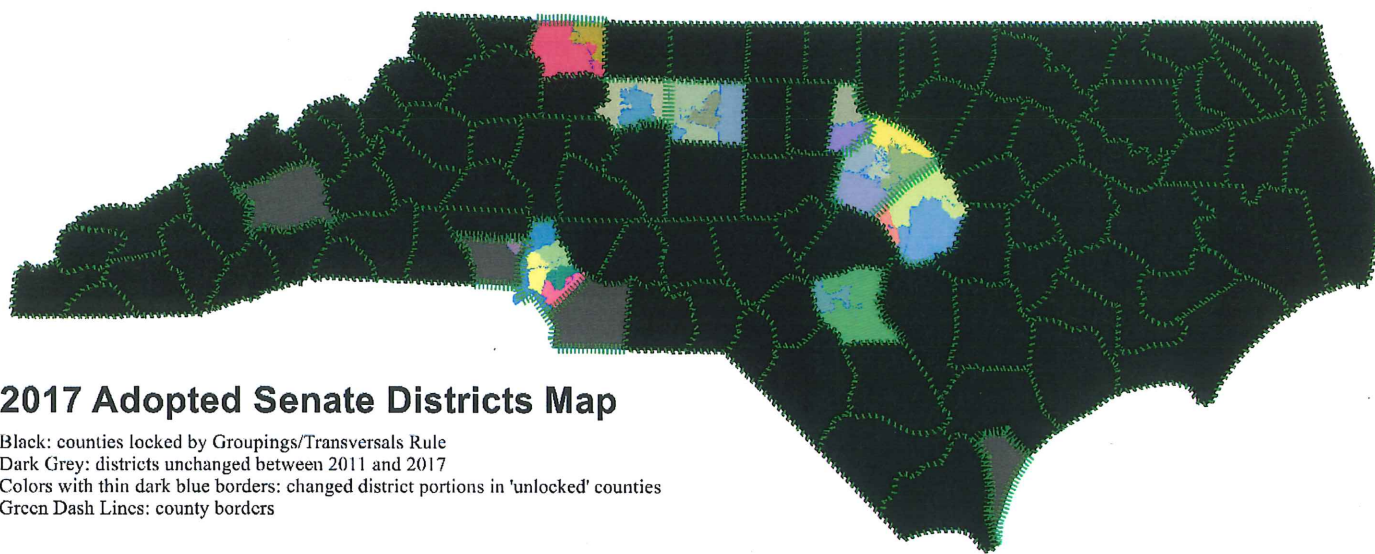 2017 Adopted Senate Districts Map
Black: counties locked by Groupings/Transversals Rule
Dark Grey: districts unchanged between 2011 and 2017
Colors with thin dark blue borders: changed district portions in 'unlocked' counties
Green Dash Lines: county borders